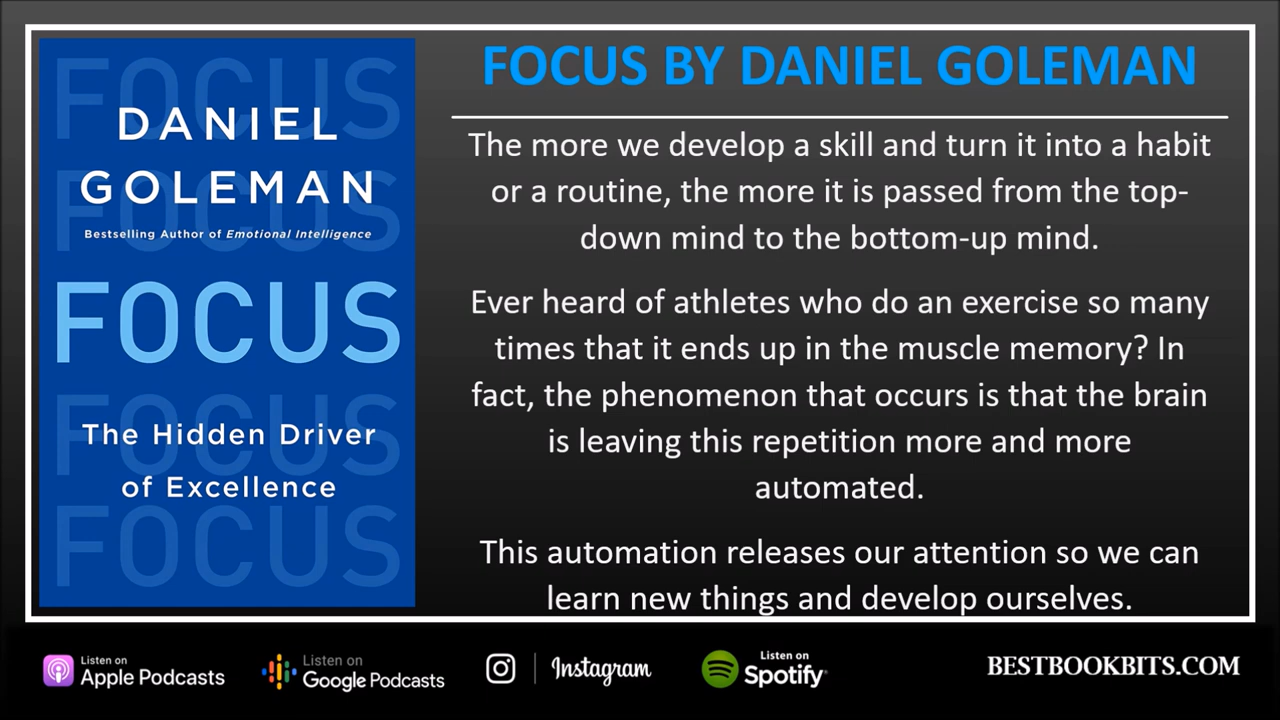 FOCUS
DANIEL
FOCUS
GOLEMAN
Bestselling Author of Emotional Intelligence
FOCUS
FOCUS
The Hidden Driver
of Excellence
FOCUS
FOCUS BY DANIEL GOLEMAN
The more we develop a skill and turn it into a habit
or a routine, the more it is passed from the top-
down mind to the bottom-up mind.
Ever heard of athletes who do an exercise so many
times that it ends up in the muscle memory? In
fact, the phenomenon that occurs is that the brain
is leaving this repetition more and more
automated.
This automation releases our attention so we can
learn new things and develop ourselves.
Listen on
Apple Podcasts
Listen on
Google Podcasts
Instagram
Listen on
Spotify
BESTBOOKBITS.COM